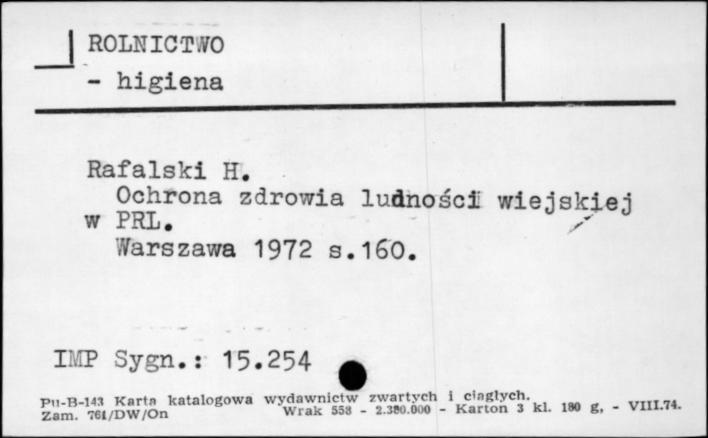 ROLNICTWO
- higiena
Rafalski H.
Ochrona zdrowia ludności wiejskiej
w PRL.
Warszawa 1972 s.160.
IMP Sygn.: 15.254
Pu-B-143 Karta katalogowa wydawnictw zwartych i ciągłych.
Zam. 761/DW/On Wrak 558 - 2.380.000 - Karton 3 kl. 180 g, - VIII.74.